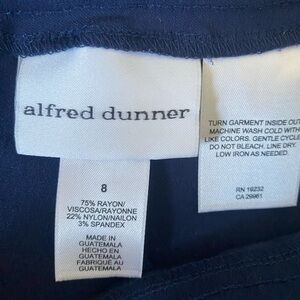 alfred dunner
8
75% RAYON/
VISCOSA/RAYONNE
22% NYLON/NAILON
3% SPANDEX
MADE IN
GUATEMALA
HECHO EN
GUATEMALA
FABRIQUÉ AU
GUATEMALA
TURN GARMENT INSIDE OUT
MACHINE WASH COLD WITH
LIKE COLORS. GENTLE CYCLE
DO NOT BLEACH. LINE DRY.
LOW IRON AS NEEDED.
RN 19232
CA 29961